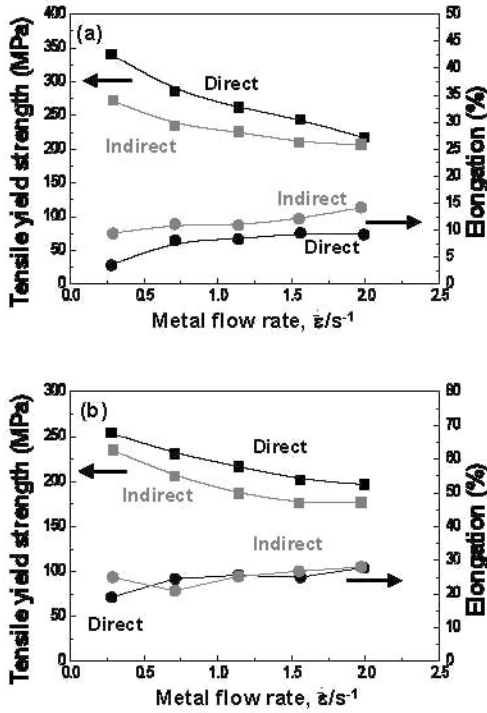 (a)
Tensile yield strength (MPa)
400
350
300
250
200
150
100
50
0
Direct
Indirect
Indirect
Direct
50
45
40
35
30
25
20
15
10
5
0
Elongation (%)
0.0 0.5 1.0 1.5 2.0 2.5
Metal flow rate, ε̇/s⁻¹
(b)
Tensile yield strength (MPa)
300
250
200
150
100
50
0
Direct
Indirect
Indirect
Direct
80
70
60
50
40
30
20
10
0
Elongation (%)
0.0 0.5 1.0 1.5 2.0 2.5
Metal flow rate, ε̇/s⁻¹